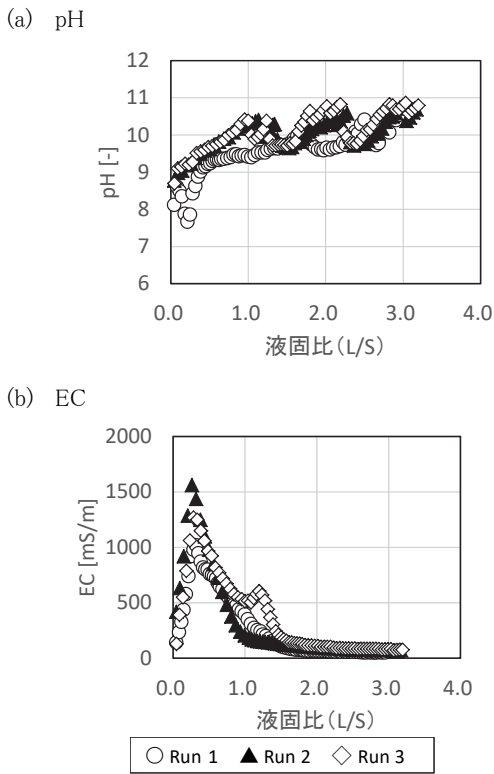 (a) pH
12
11
10
9
8
7
6
pH [-]
0.0 1.0 2.0 3.0 4.0
液固比(L/S)
(b) EC
2000
1500
1000
500
0
EC [mS/m]
0.0 1.0 2.0 3.0 4.0
液固比(L/S)
Run 1 Run 2 Run 3